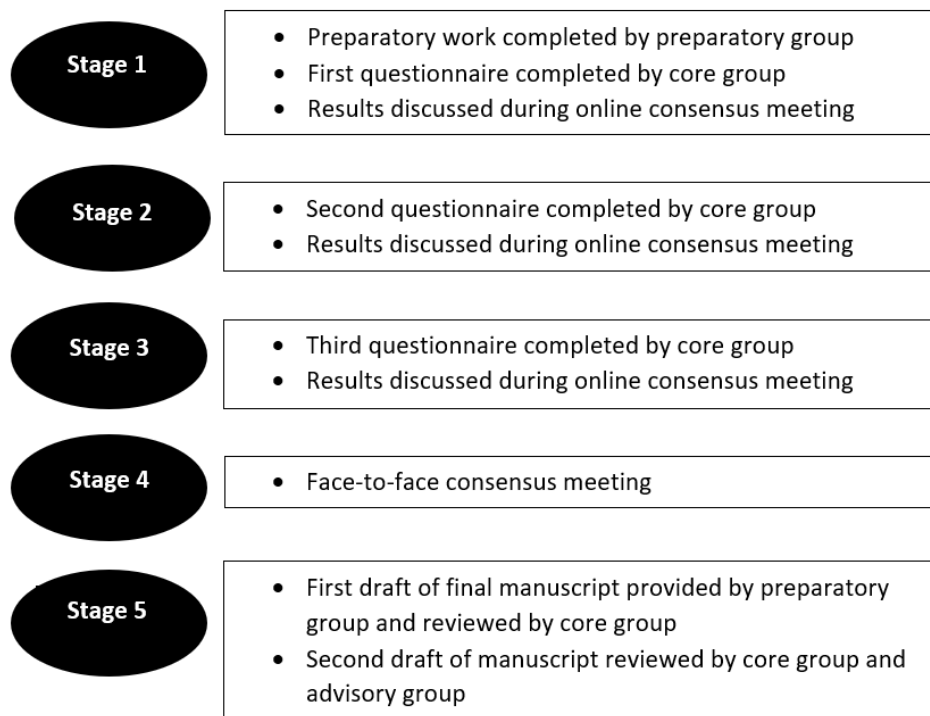 Stage 1
• Preparatory work completed by preparatory group
• First questionnaire completed by core group
• Results discussed during online consensus meeting
Stage 2
• Second questionnaire completed by core group
• Results discussed during online consensus meeting
Stage 3
• Third questionnaire completed by core group
• Results discussed during online consensus meeting
Stage 4
• Face-to-face consensus meeting
Stage 5
• First draft of final manuscript provided by preparatory
group and reviewed by core group
• Second draft of manuscript reviewed by core group and
advisory group